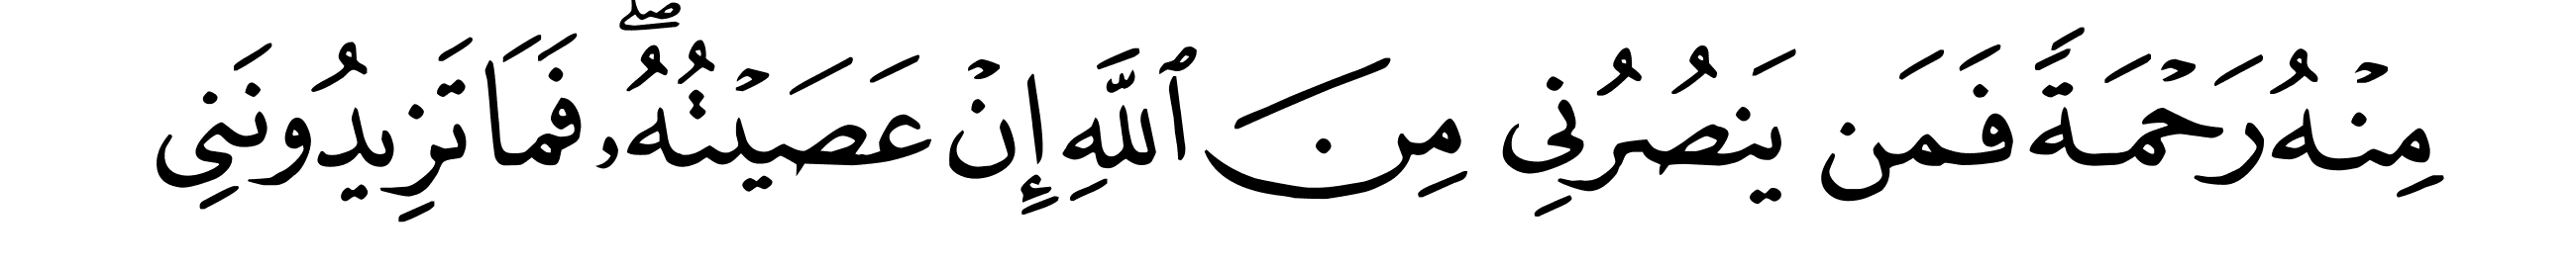 مِنْهُ رَحْمَةً فَمَن يَنصُرُنِي مِنَ ٱللَّهِ إِنْ عَصَيْتُهُۥ ۖ فَمَا تَزِيدُونَنِي